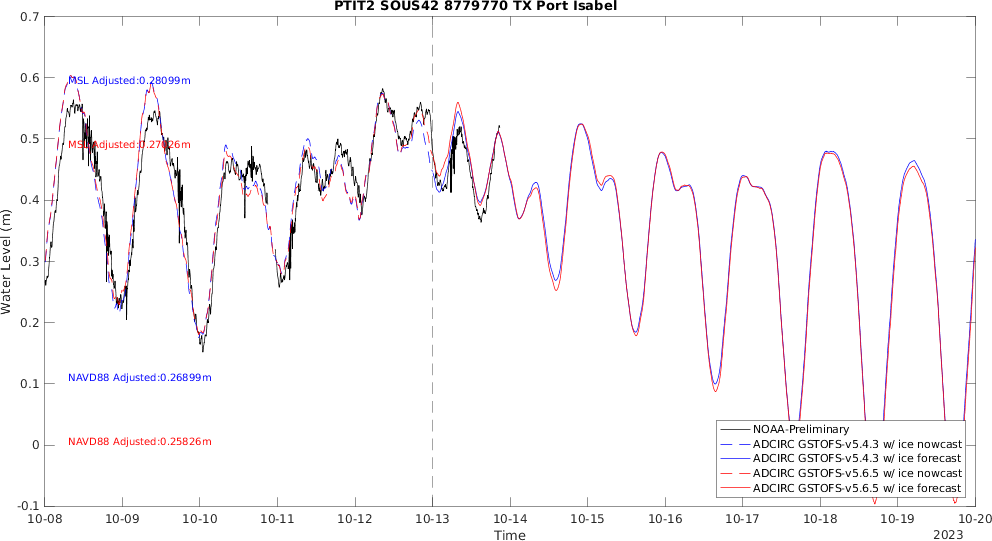 PTIT2 SOUS42 8779770 TX Port Isabel
0.7
0.6
0.5
0.4
0.3
0.2
0.1
0
-0.1
Water Level (m)
MSL Adjusted:0.28099m
MSL Adjusted:0.27026m
NAVD88 Adjusted:0.26899m
NAVD88 Adjusted:0.25826m
NOAA-Preliminary
ADCIRC GSTOFS-v5.4.3 w/ ice nowcast
ADCIRC GSTOFS-v5.4.3 w/ ice forecast
ADCIRC GSTOFS-v5.6.5 w/ ice nowcast
ADCIRC GSTOFS-v5.6.5 w/ ice forecast
10-08 10-09 10-10 10-11 10-12 10-13 10-14 10-15 10-16 10-17 10-18 10-19 10-20
Time
2023